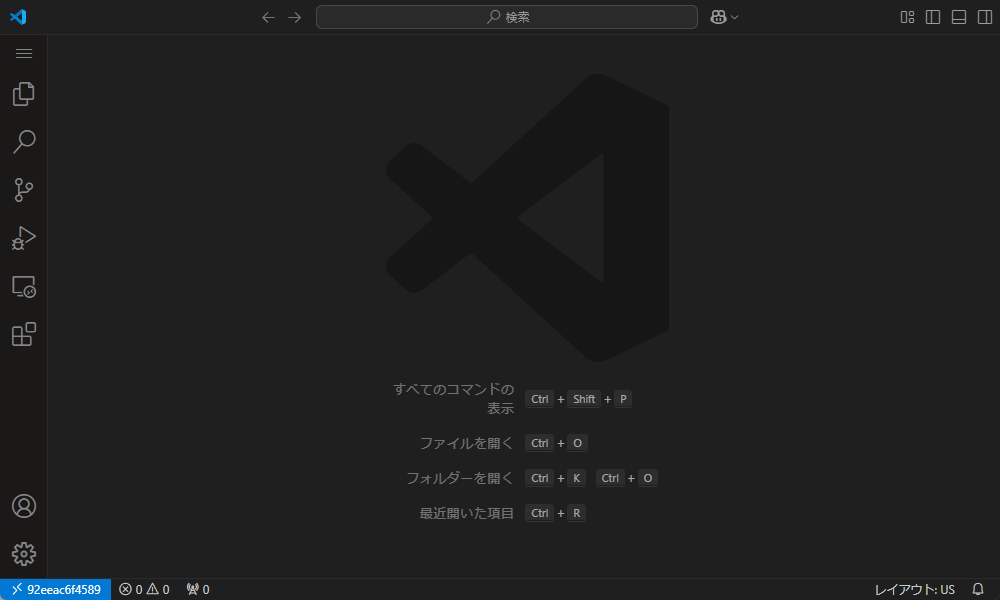 検索
すべてのコマンドの
表示
Ctrl + Shift + P
ファイルを開く Ctrl + O
フォルダーを開く Ctrl + K Ctrl + O
最近開いた項目 Ctrl + R
92eeac6f4589 0 0 0 レイアウト: US